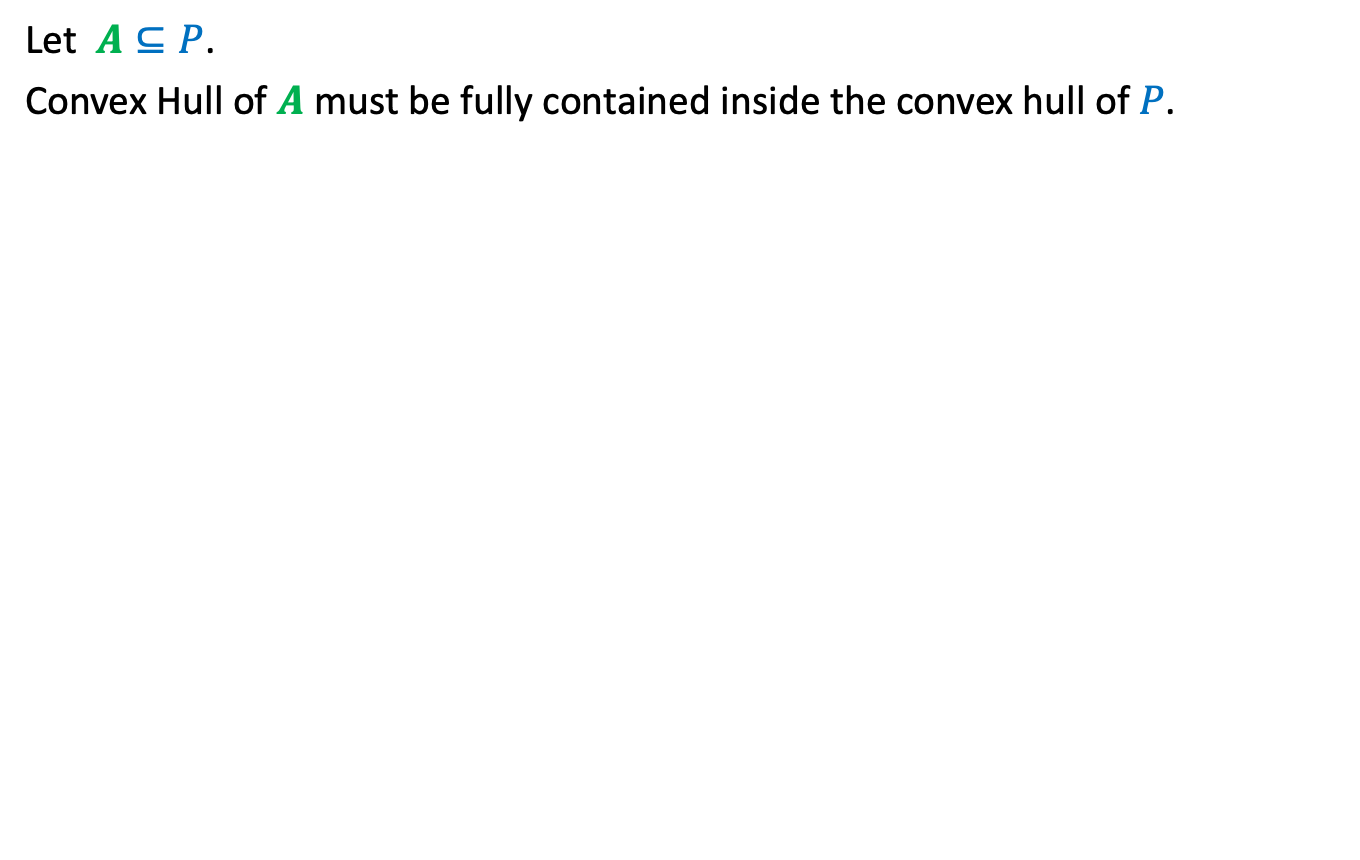 Let A ⊆ P.
Convex Hull of A must be fully contained inside the convex hull of P.